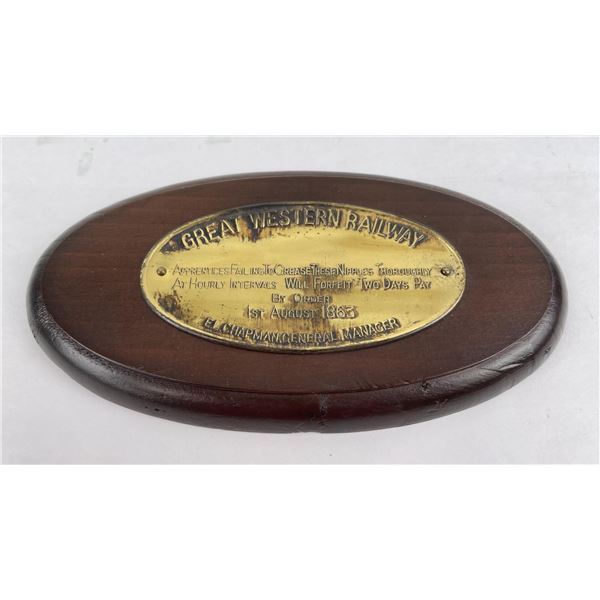 GREAT WESTERN RAILWAY
APPRENTICES FAILING TO GREASE THESE NIPPLES THOROUGHLY
AT HOURLY INTERVALS WILL FORFEIT TWO DAYS PAY
BY ORDER
1ST AUGUST 1863
E. CHAPMAN, GENERAL MANAGER